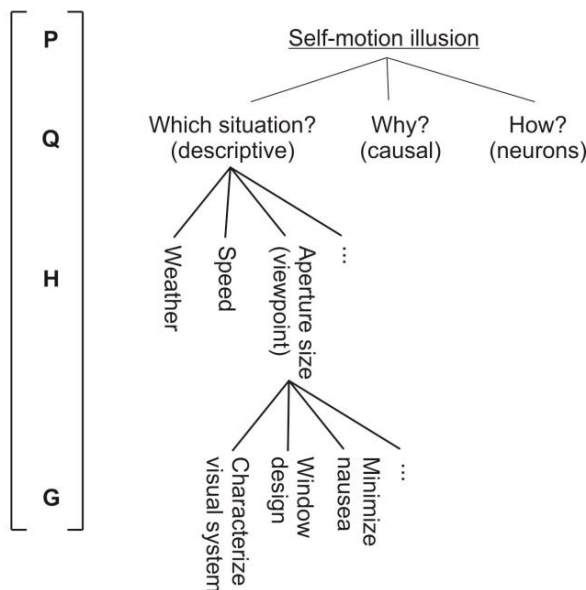 P
Self-motion illusion
Q
Which situation?
(descriptive)
Why?
(causal)
How?
(neurons)
H
Weather
Speed
Aperture size
(viewpoint)
...
G
Characterize
visual system
Window
design
Minimize
nausea
...